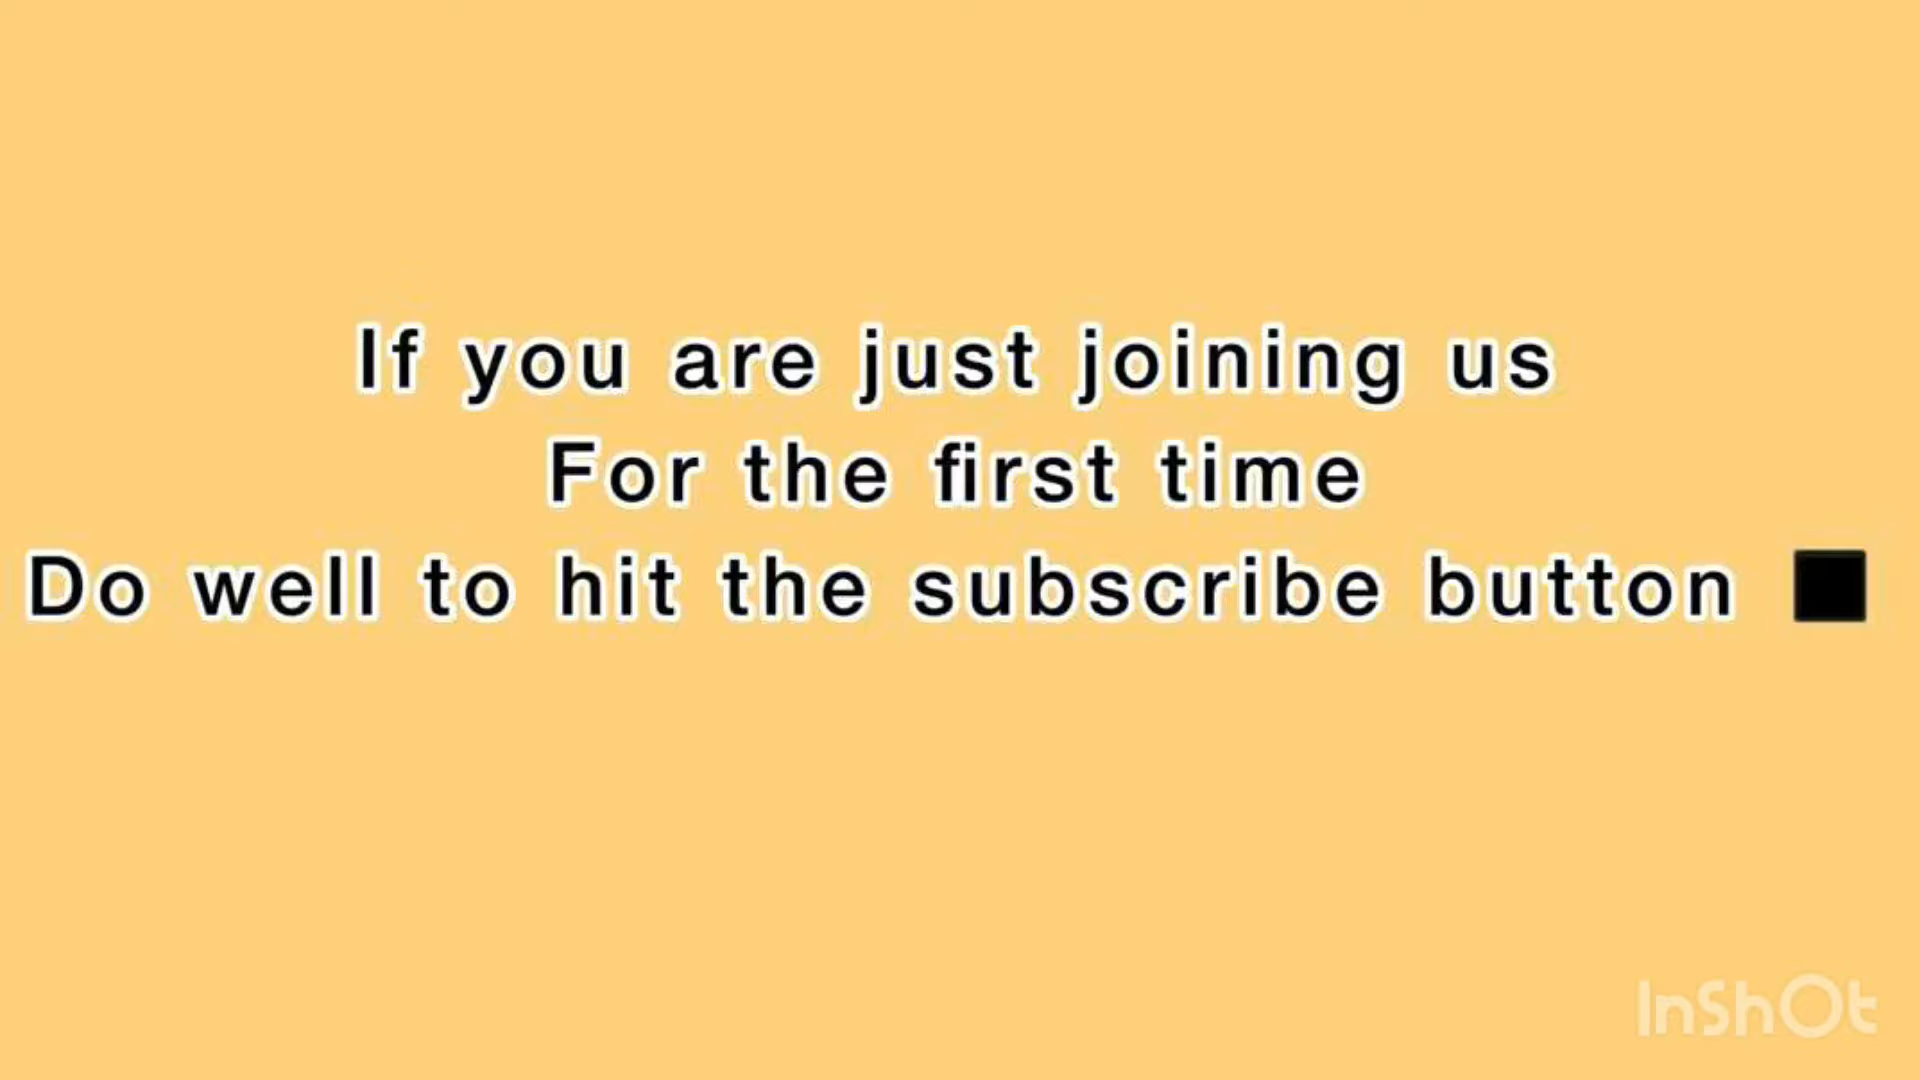 If you are just joining us
For the first time
Do well to hit the subscribe button ■
InShOt